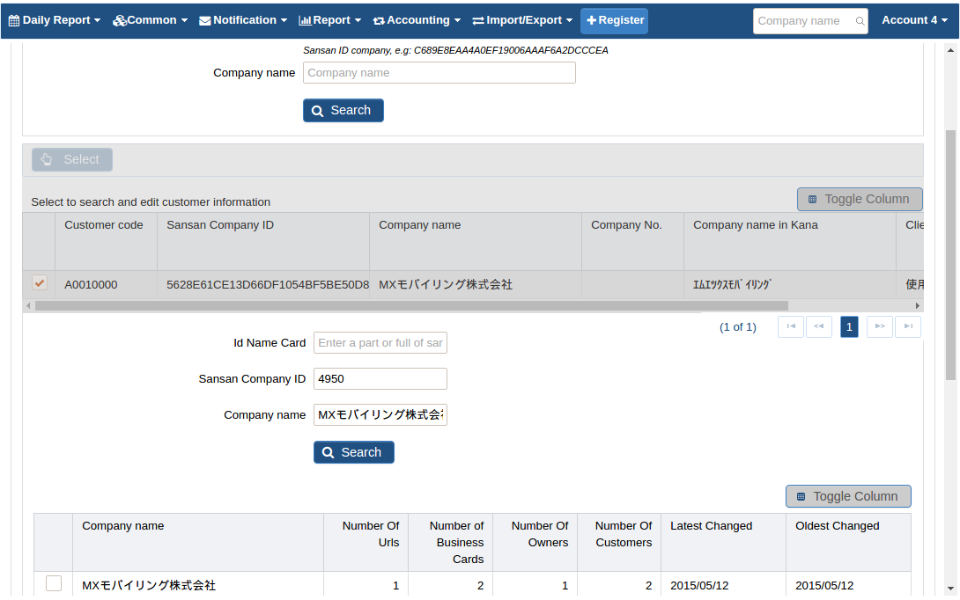 Daily Report Common Notification Report Accounting Import/Export Register Company name Account 4
Sansan ID company, e.g: C689E8EAA4A0EF19006AAAF6A2DCCCEA
Company name Company name
Search
Select
Select to search and edit customer information Toggle Column
Customer code Sansan Company ID Company name Company No. Company name in Kana Clie
A0010000 5628E61CE13D66DF1054BF5BE50D8 MXモバイリング株式会社 ｴﾑｴｯｸｽﾓﾊﾞｲﾘﾝｸﾞ 使用
(1 of 1) 1
Id Name Card Enter a part or full of sar
Sansan Company ID 4950
Company name MXモバイリング株式会社
Search
Toggle Column
Company name Number Of Urls Number of Business Cards Number Of Owners Number Of Customers Latest Changed Oldest Changed
MXモバイリング株式会社 1 2 1 2 2015/05/12 2015/05/12